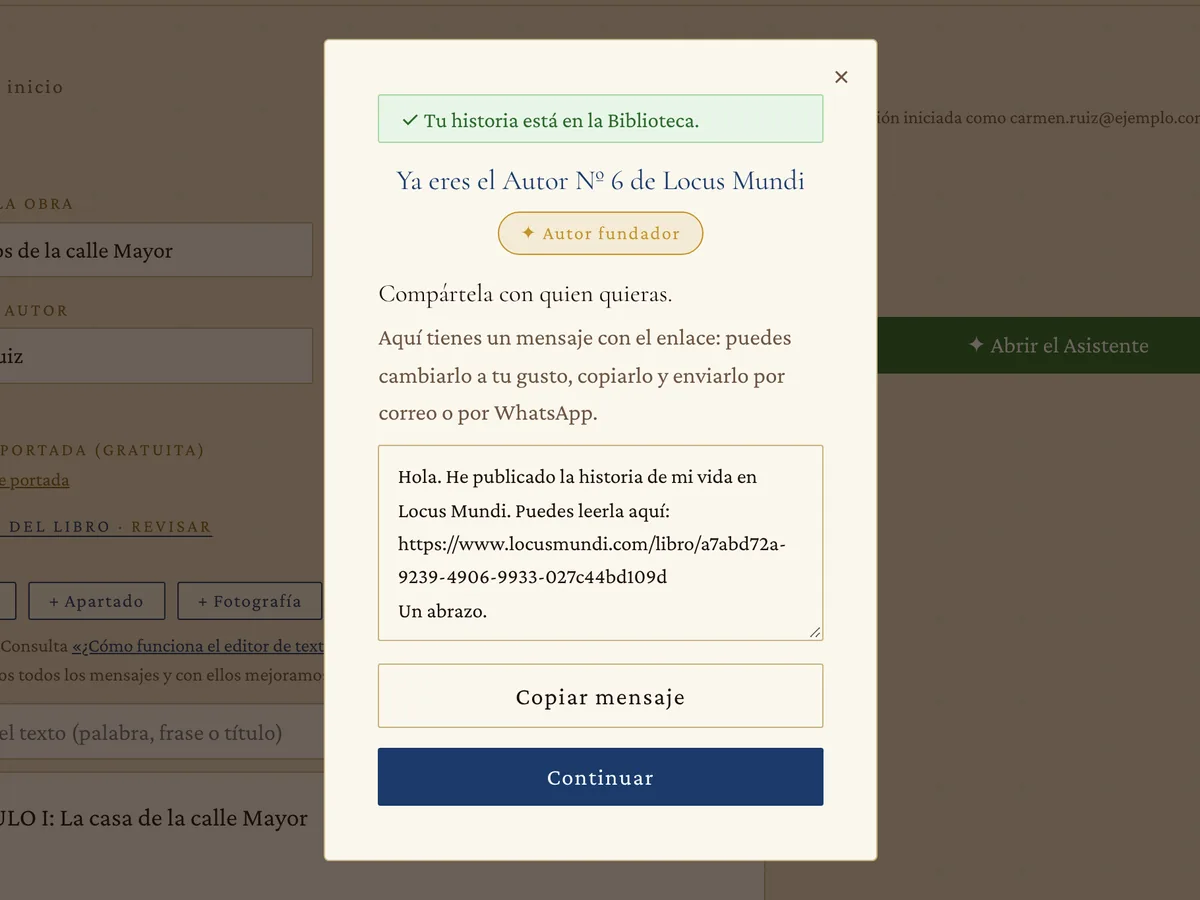 inicio
✓ Tu historia está en la Biblioteca.
ión iniciada como carmen.ruiz@ejemplo.co
Ya eres el Autor Nº 6 de Locus Mundi
✦ Autor fundador
LA OBRA
os de la calle Mayor
AUTOR
uiz
Compártela con quien quieras.
Aquí tienes un mensaje con el enlace: puedes
cambiarlo a tu gusto, copiarlo y enviarlo por
correo o por WhatsApp.
✦ Abrir el Asistente
PORTADA (GRATUITA)
e portada
DEL LIBRO · REVISAR
Hola. He publicado la historia de mi vida en
Locus Mundi. Puedes leerla aquí:
https://www.locusmundi.com/libro/a7abd72a-
9239-4906-9933-027c44bd109d
Un abrazo.
+ Apartado
+ Fotografía
Consulta «¿Cómo funciona el editor de text
os todos los mensajes y con ellos mejoramo
el texto (palabra, frase o título)
Copiar mensaje
Continuar
ULO I: La casa de la calle Mayor